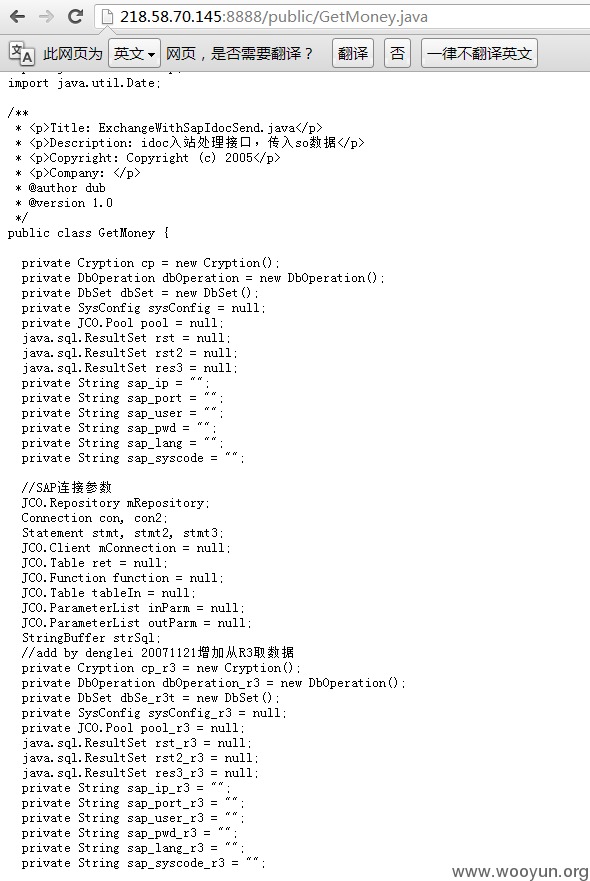 218.58.70.145:8888/public/GetMoney.java
此网页为 英文 网页，是否需要翻译？ 翻译 否 一律不翻译英文
import java.util.Date;
/**
 * <p>Title: ExchangeWithSapIdocSend.java</p>
 * <p>Description: idoc入站处理接口，传入so数据</p>
 * <p>Copyright: Copyright (c) 2005</p>
 * <p>Company: </p>
 * @author dub
 * @version 1.0
 */
public class GetMoney {
private Cryption cp = new Cryption();
private DbOperation dbOperation = new DbOperation();
private DbSet dbSet = new DbSet();
private SysConfig sysConfig = null;
private JCO.Pool pool = null;
java.sql.ResultSet rst = null;
java.sql.ResultSet rst2 = null;
java.sql.ResultSet res3 = null;
private String sap_ip = "";
private String sap_port = "";
private String sap_user = "";
private String sap_pwd = "";
private String sap_lang = "";
private String sap_syscode = "";
//SAP连接参数
JCO.Repository mRepository;
Connection con, con2;
Statement stmt, stmt2, stmt3;
JCO.Client mConnection = null;
JCO.Table ret = null;
JCO.Function function = null;
JCO.Table tableIn = null;
JCO.ParameterList inParm = null;
JCO.ParameterList outParm = null;
StringBuffer strSql;
//add by denglei 20071121增加从R3取数据
private Cryption cp_r3 = new Cryption();
private DbOperation dbOperation_r3 = new DbOperation();
private DbSet dbSe_r3t = new DbSet();
private SysConfig sysConfig_r3 = null;
private JCO.Pool pool_r3 = null;
java.sql.ResultSet rst_r3 = null;
java.sql.ResultSet rst2_r3 = null;
java.sql.ResultSet res3_r3 = null;
private String sap_ip_r3 = "";
private String sap_port_r3 = "";
private String sap_user_r3 = "";
private String sap_pwd_r3 = "";
private String sap_lang_r3 = "";
private String sap_syscode_r3 = "";
www.wooyun.org